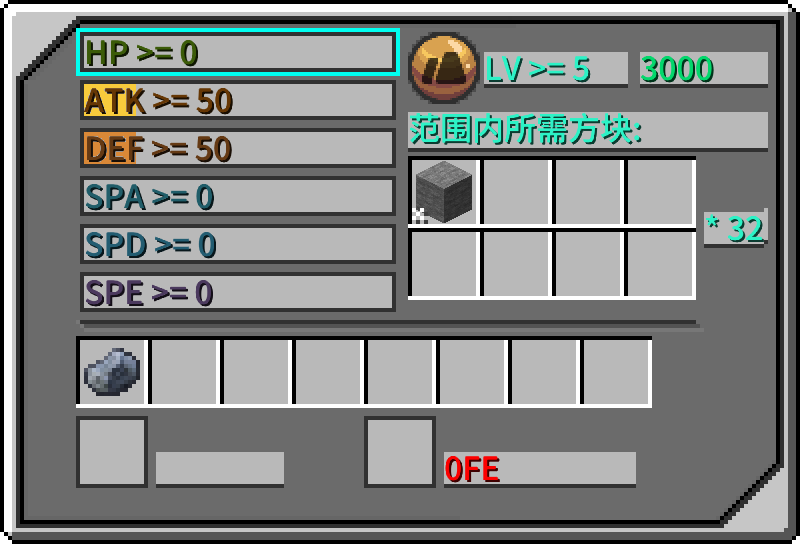 HP >= 0
ATK >= 50
DEF >= 50
SPA >= 0
SPD >= 0
SPE >= 0
LV >= 5
3000
范围内所需方块:
* 32
0FE